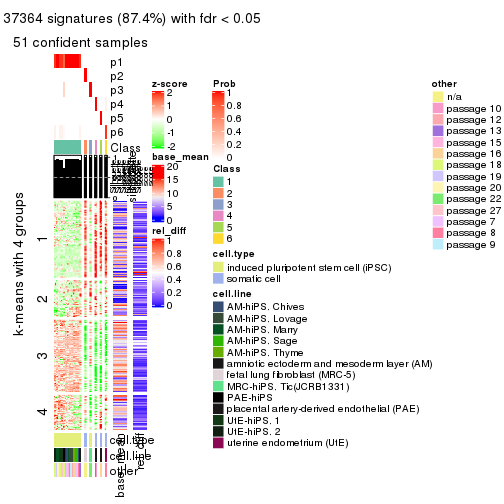 37364 signatures (87.4%) with fdr < 0.05
51 confident samples
p1
p2
p3
p4
p5
p6
Class
k-means with 4 groups
1
2
3
4
cell.type
cell.line
other
base_mean
z-score
2
1
0
-1
-2
base_mean
20
15
10
5
0
rel_diff
1
0.8
0.6
0.4
0.2
0
Prob
1
0.8
0.6
0.4
0.2
0
Class
1
2
3
4
5
6
cell.type
induced pluripotent stem cell (iPSC)
somatic cell
cell.line
AM-hiPS. Chives
AM-hiPS. Lovage
AM-hiPS. Marry
AM-hiPS. Sage
AM-hiPS. Thyme
amniotic ectoderm and mesoderm layer (AM)
fetal lung fibroblast (MRC-5)
MRC-hiPS. Tic(JCRB1331)
PAE-hiPS
placental artery-derived endothelial (PAE)
UtE-hiPS. 1
UtE-hiPS. 2
uterine endometrium (UtE)
other
n/a
passage 10
passage 12
passage 13
passage 15
passage 16
passage 18
passage 19
passage 20
passage 22
passage 27
passage 7
passage 8
passage 9